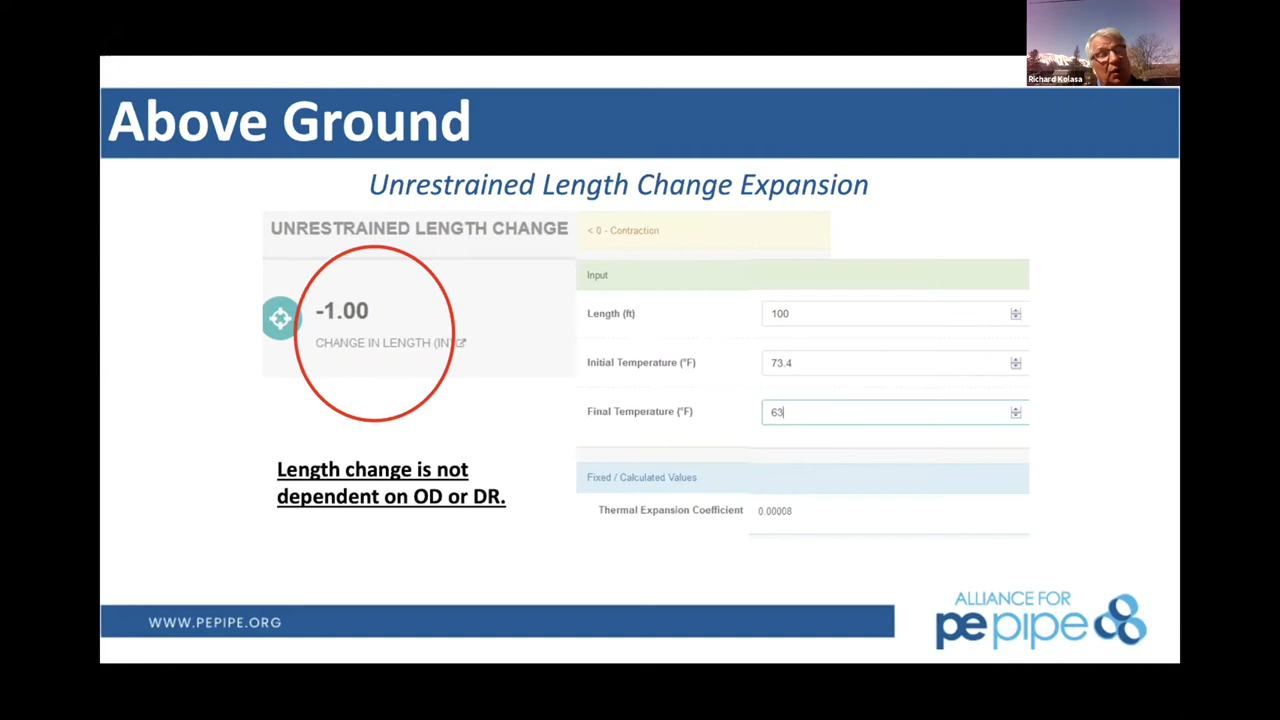 Richard Kolasa
Above Ground
Unrestrained Length Change Expansion
UNRESTRAINED LENGTH CHANGE
< 0 - Contraction
-1.00
CHANGE IN LENGTH (IN)
Input
Length (ft) 100
Initial Temperature (°F) 73.4
Final Temperature (°F) 63
Length change is not
dependent on OD or DR.
Fixed / Calculated Values
Thermal Expansion Coefficient 0.00008
WWW.PEPIPE.ORG
ALLIANCE FOR
pepipe